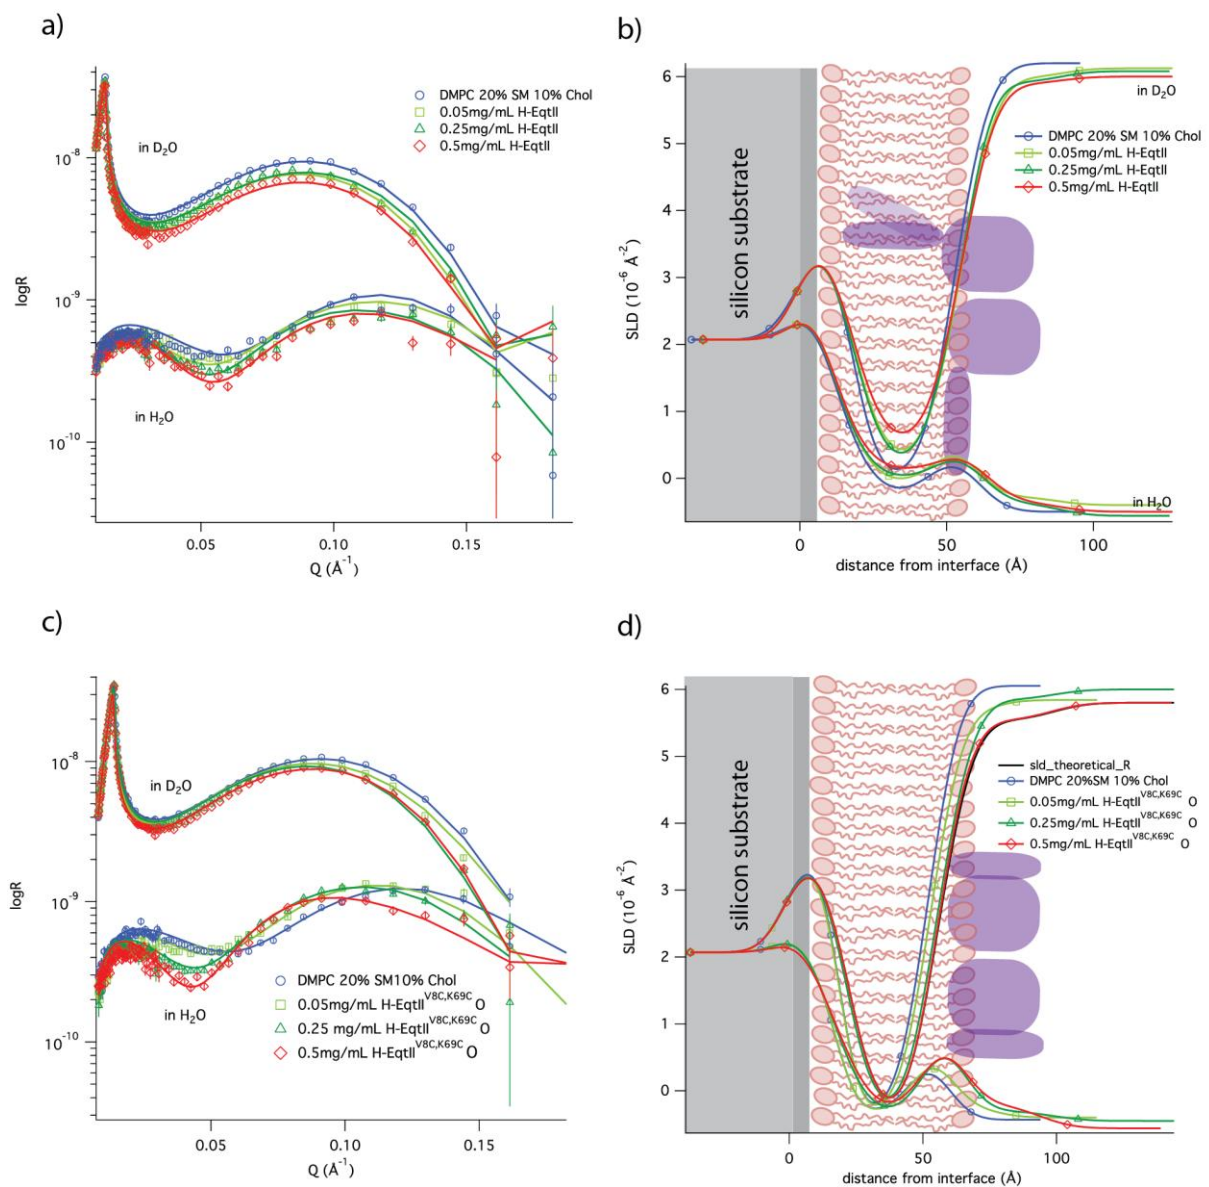 a)
in D2O
in H2O
DMPC 20% SM 10% Chol
0.05mg/mL H-EqtII
0.25mg/mL H-EqtII
0.5mg/mL H-EqtII
logR
10⁻⁸
10⁻⁹
10⁻¹⁰
0.05 0.10 0.15
Q (Å⁻¹)
b)
silicon substrate
in D2O
DMPC 20% SM 10% Chol
0.05mg/mL H-EqtII
0.25mg/mL H-EqtII
0.5mg/mL H-EqtII
in H2O
SLD (10⁻⁶ Å⁻²)
6
5
4
3
2
1
0
0 50 100
distance from interface (Å)
c)
in D2O
in H2O
DMPC 20% SM10% Chol
0.05mg/mL H-EqtII^V8C,K69C O
0.25 mg/mL H-EqtII^V8C,K69C O
0.5mg/mL H-EqtII^V8C,K69C O
logR
10⁻⁸
10⁻⁹
10⁻¹⁰
0.05 0.10 0.15
Q (Å⁻¹)
d)
silicon substrate
sld_theoretical_R
DMPC 20%SM 10% Chol
0.05mg/mL H-EqtII^V8C,K69C O
0.25mg/mL H-EqtII^V8C,K69C O
0.5mg/mL H-EqtII^V8C,K69C O
SLD (10⁻⁶ Å⁻²)
6
5
4
3
2
1
0
0 50 100
distance from interface (Å)